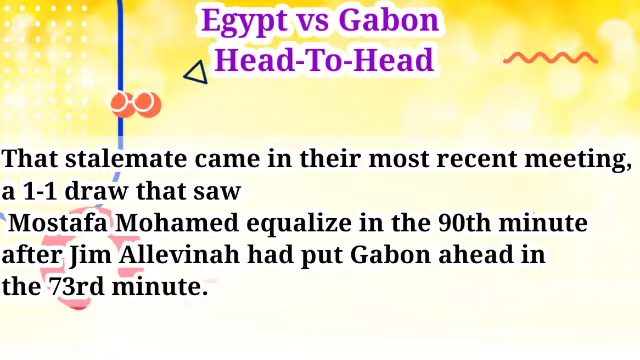 Egypt vs Gabon
Head-To-Head
That stalemate came in their most recent meeting,
a 1-1 draw that saw
Mostafa Mohamed equalize in the 90th minute
after Jim Allevinah had put Gabon ahead in
the 73rd minute.